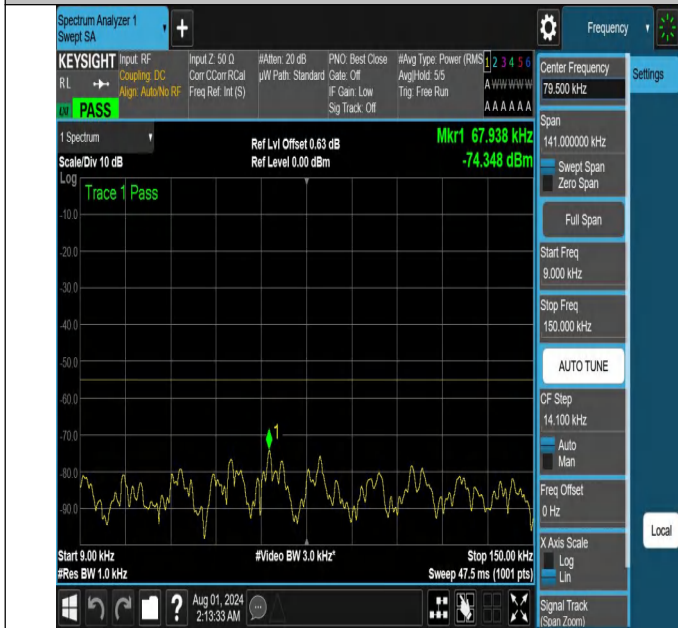 Spectrum Analyzer 1
Swept SA
+
Frequency
KEYSIGHT
RL
LXI
PASS
Input: RF
Coupling: DC
Align: Auto/No RF
Input Z: 50 Ω
Corr CCorr RCal
Freq Ref: Int (S)
#Atten: 20 dB
µW Path: Standard
PNO: Best Close
Gate: Off
IF Gain: Low
Sig Track: Off
#Avg Type: Power (RMS
Avg|Hold: 5/5
Trig: Free Run
1 2 3 4 5 6
A W W W W W
A A A A A A
1 Spectrum
Scale/Div 10 dB
Log
Ref Lvl Offset 0.63 dB
Ref Level 0.00 dBm
Mkr1 67.938 kHz
-74.348 dBm
Trace 1 Pass
-10.0
-20.0
-30.0
-40.0
-50.0
-60.0
-70.0
-80.0
-90.0
1
Start 9.00 kHz
#Res BW 1.0 kHz
#Video BW 3.0 kHz*
Stop 150.00 kHz
Sweep 47.5 ms (1001 pts)
Center Frequency
79.500 kHz
Settings
Span
141.000000 kHz
Swept Span
Zero Span
Full Span
Start Freq
9.000 kHz
Stop Freq
150.000 kHz
AUTO TUNE
CF Step
14.100 kHz
Auto
Man
Freq Offset
0 Hz
X Axis Scale
Log
Lin
Local
Signal Track
(Span Zoom)
?
Aug 01, 2024
2:13:33 AM